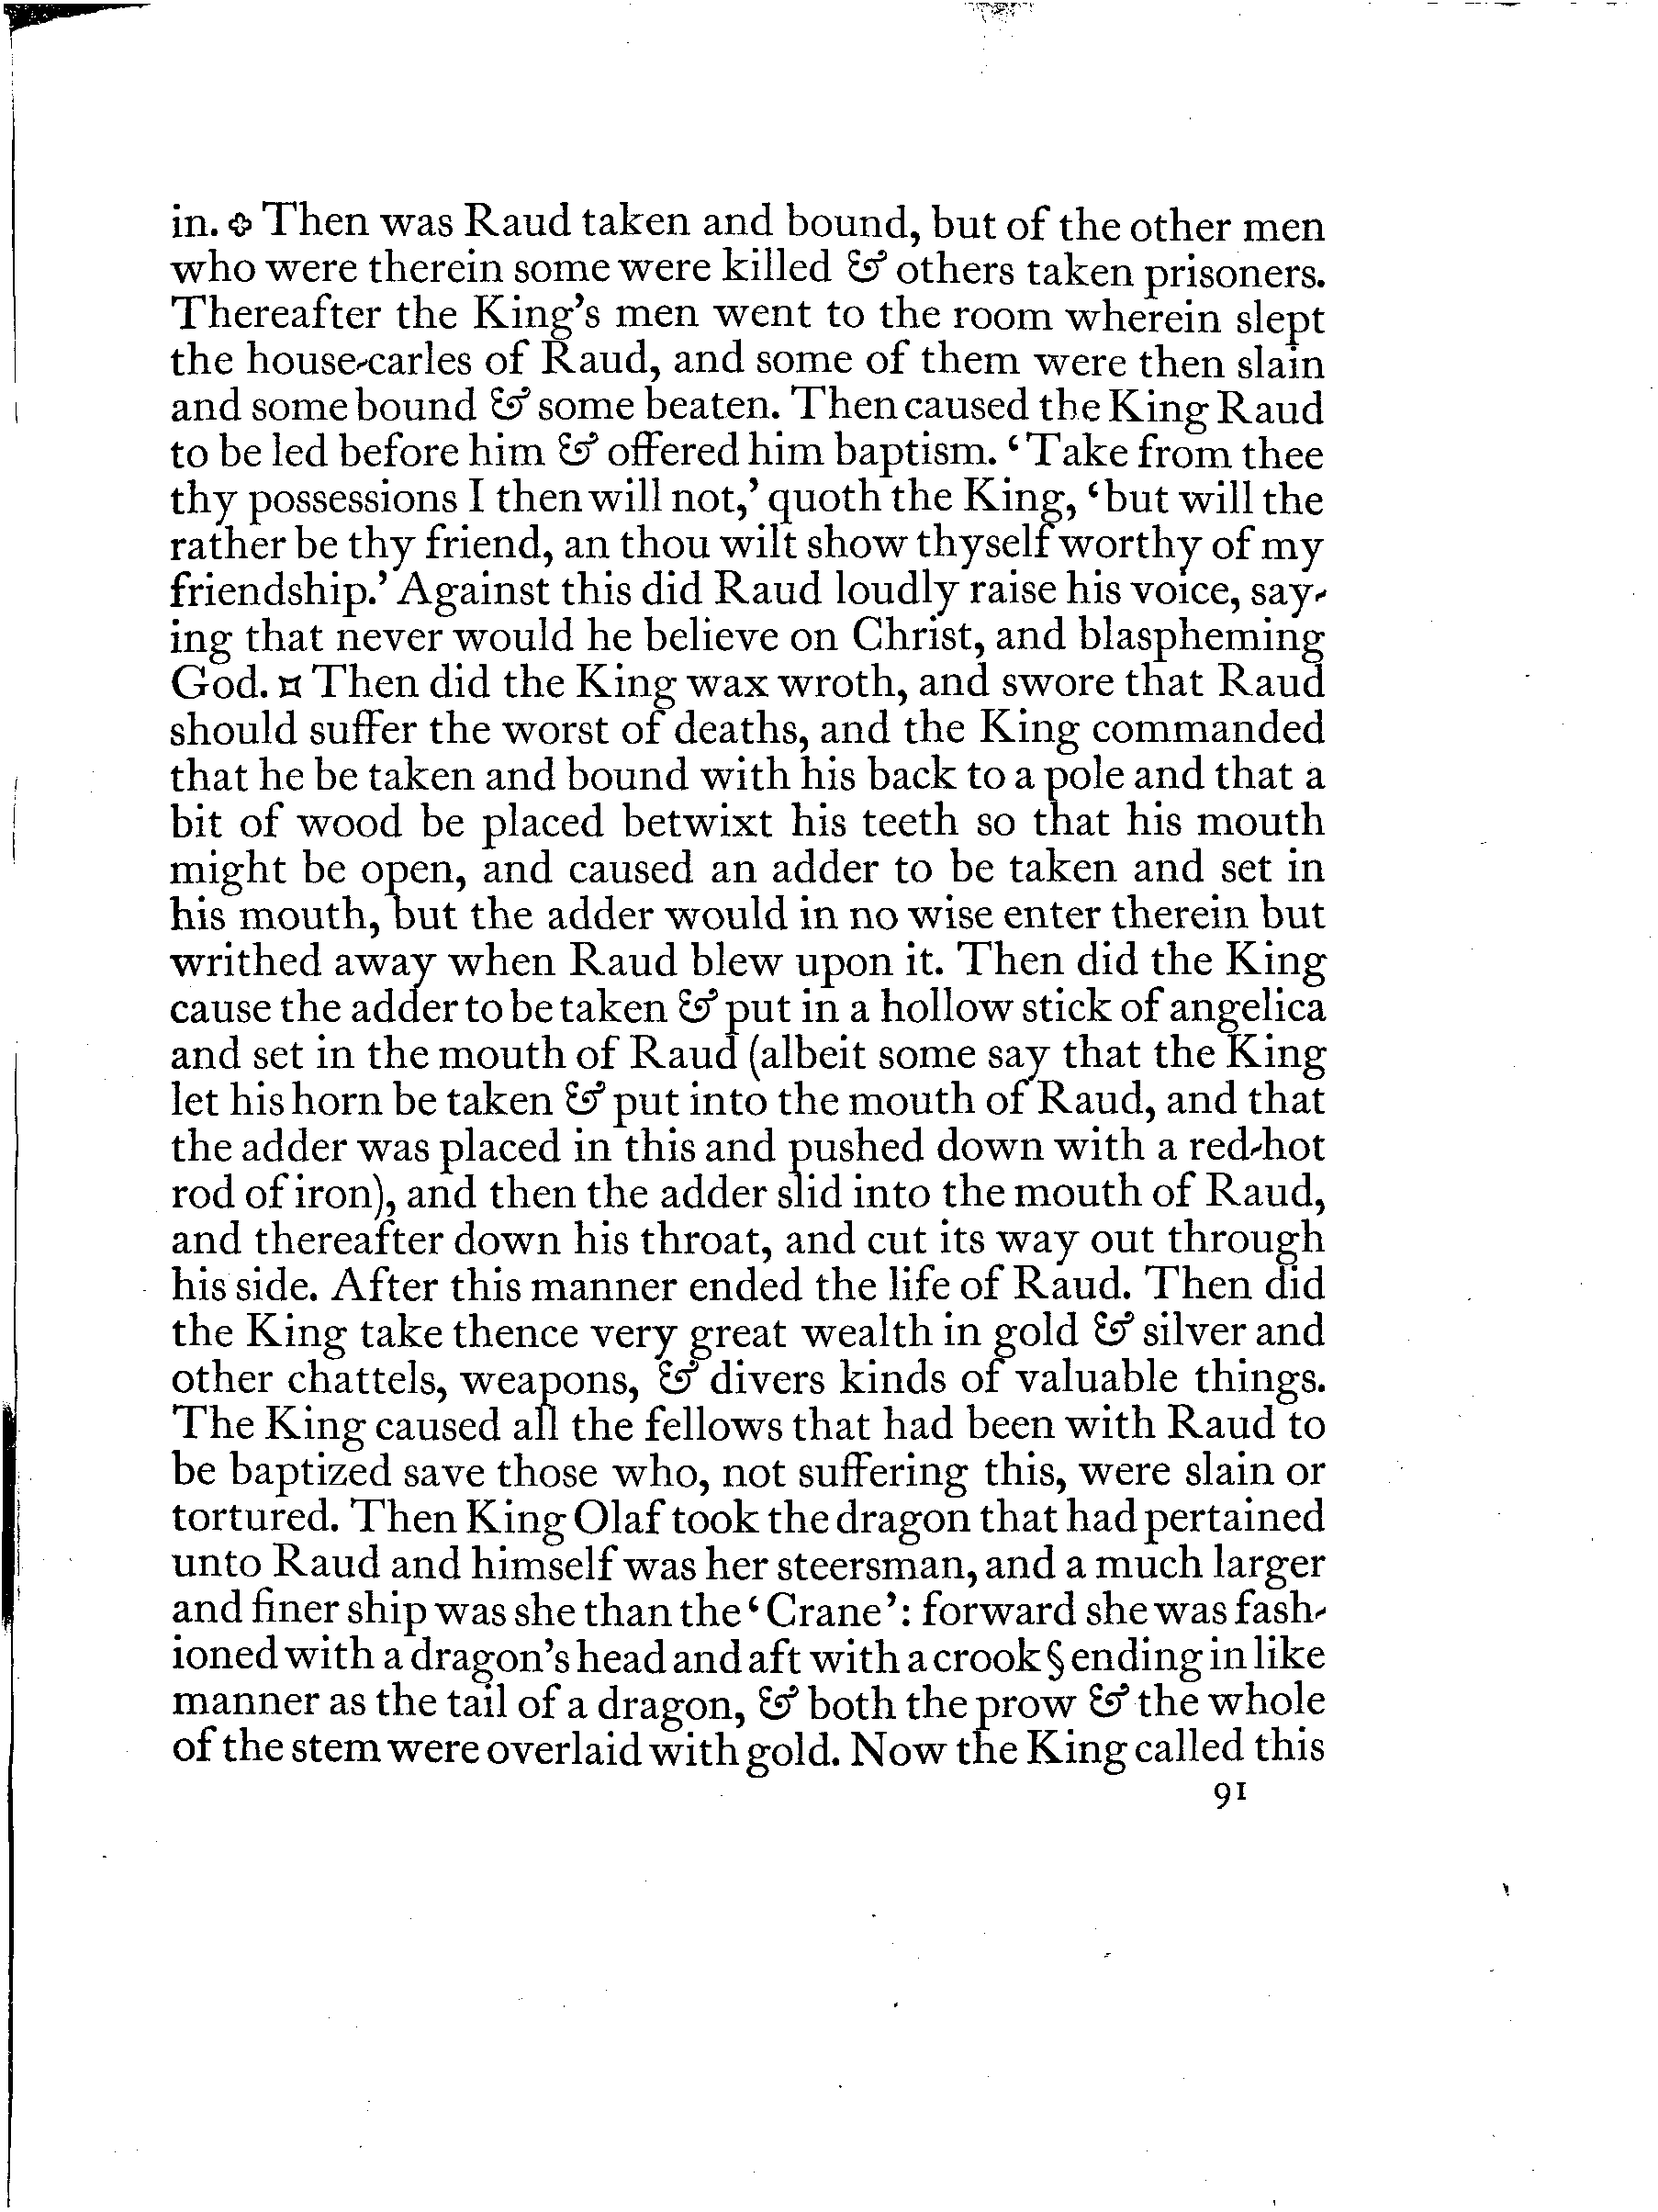 in. ✥ Then was Raud taken and bound, but of the other men
who were therein some were killed & others taken prisoners.
Thereafter the King's men went to the room wherein slept
the house-carles of Raud, and some of them were then slain
and some bound & some beaten. Then caused the King Raud
to be led before him & offered him baptism. ‘Take from thee
thy possessions I then will not,’ quoth the King, ‘but will the
rather be thy friend, an thou wilt show thyself worthy of my
friendship.’ Against this did Raud loudly raise his voice, say-
ing that never would he believe on Christ, and blaspheming
God. ¤ Then did the King wax wroth, and swore that Raud
should suffer the worst of deaths, and the King commanded
that he be taken and bound with his back to a pole and that a
bit of wood be placed betwixt his teeth so that his mouth
might be open, and caused an adder to be taken and set in
his mouth, but the adder would in no wise enter therein but
writhed away when Raud blew upon it. Then did the King
cause the adder to be taken & put in a hollow stick of angelica
and set in the mouth of Raud (albeit some say that the King
let his horn be taken & put into the mouth of Raud, and that
the adder was placed in this and pushed down with a red-hot
rod of iron), and then the adder slid into the mouth of Raud,
and thereafter down his throat, and cut its way out through
his side. After this manner ended the life of Raud. Then did
the King take thence very great wealth in gold & silver and
other chattels, weapons, & divers kinds of valuable things.
The King caused all the fellows that had been with Raud to
be baptized save those who, not suffering this, were slain or
tortured. Then King Olaf took the dragon that had pertained
unto Raud and himself was her steersman, and a much larger
and finer ship was she than the ‘Crane’: forward she was fash-
ioned with a dragon's head and aft with a crook § ending in like
manner as the tail of a dragon, & both the prow & the whole
of the stem were overlaid with gold. Now the King called this
91